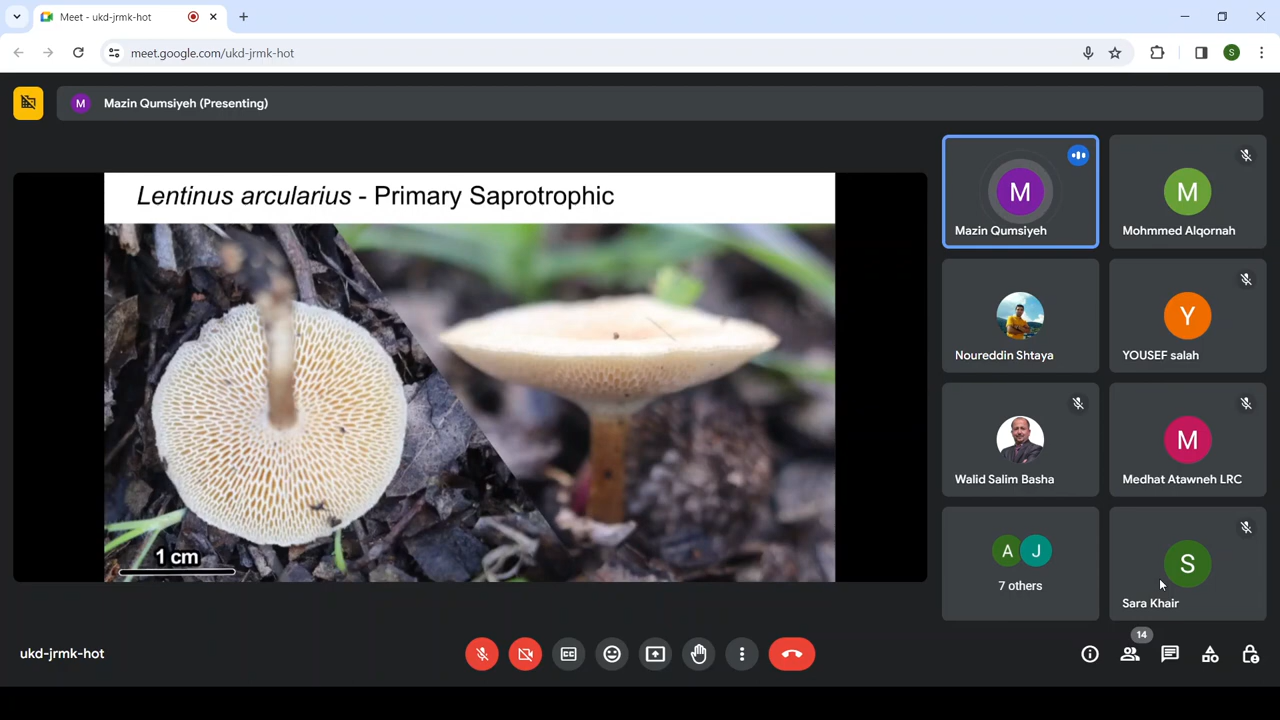 Meet - ukd-jrmk-hot
meet.google.com/ukd-jrmk-hot
S
M
Mazin Qumsiyeh (Presenting)
Lentinus arcularius - Primary Saprotrophic
1 cm
M
Mazin Qumsiyeh
M
Mohmmed Alqornah
Noureddin Shtaya
Y
YOUSEF salah
Walid Salim Basha
M
Medhat Atawneh LRC
A J
7 others
S
Sara Khair
ukd-jrmk-hot
CC
14